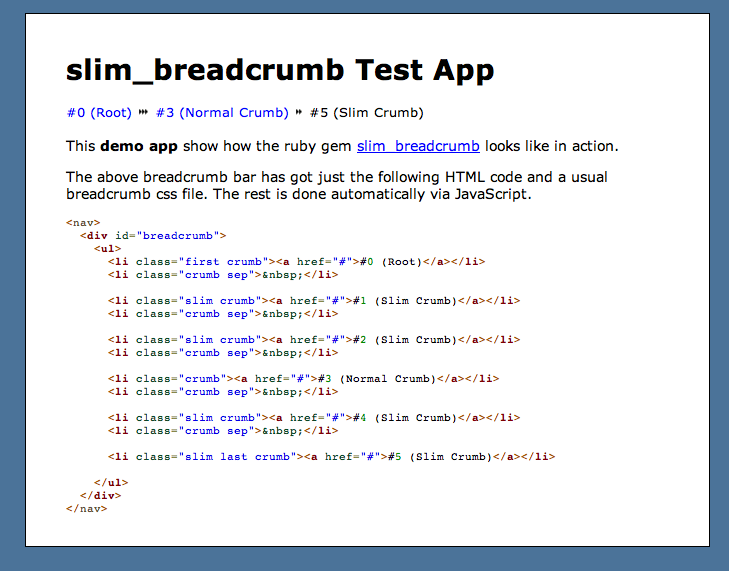 slim_breadcrumb Test App
#0 (Root) #3 (Normal Crumb) #5 (Slim Crumb)
This demo app show how the ruby gem slim_breadcrumb looks like in action.
The above breadcrumb bar has got just the following HTML code and a usual
breadcrumb css file. The rest is done automatically via JavaScript.
<nav>
  <div id="breadcrumb">
    <ul>
      <li class="first crumb"><a href="#">#0 (Root)</a></li>
      <li class="crumb sep">&nbsp;</li>

      <li class="slim crumb"><a href="#">#1 (Slim Crumb)</a></li>
      <li class="crumb sep">&nbsp;</li>

      <li class="slim crumb"><a href="#">#2 (Slim Crumb)</a></li>
      <li class="crumb sep">&nbsp;</li>

      <li class="crumb"><a href="#">#3 (Normal Crumb)</a></li>
      <li class="crumb sep">&nbsp;</li>

      <li class="slim crumb"><a href="#">#4 (Slim Crumb)</a></li>
      <li class="crumb sep">&nbsp;</li>

      <li class="slim last crumb"><a href="#">#5 (Slim Crumb)</a></li>

    </ul>
  </div>
</nav>